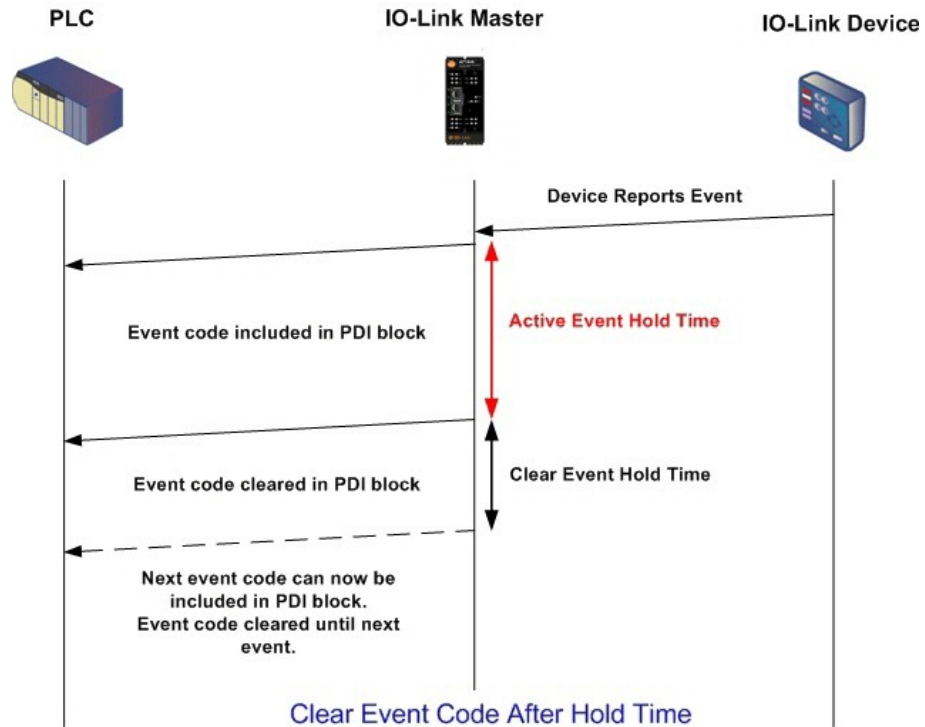 PLC
IO-Link Master
IO-Link Device
Device Reports Event
Event code included in PDI block
Active Event Hold Time
Event code cleared in PDI block
Clear Event Hold Time
Next event code can now be
included in PDI block.
Event code cleared until next
event.
Clear Event Code After Hold Time